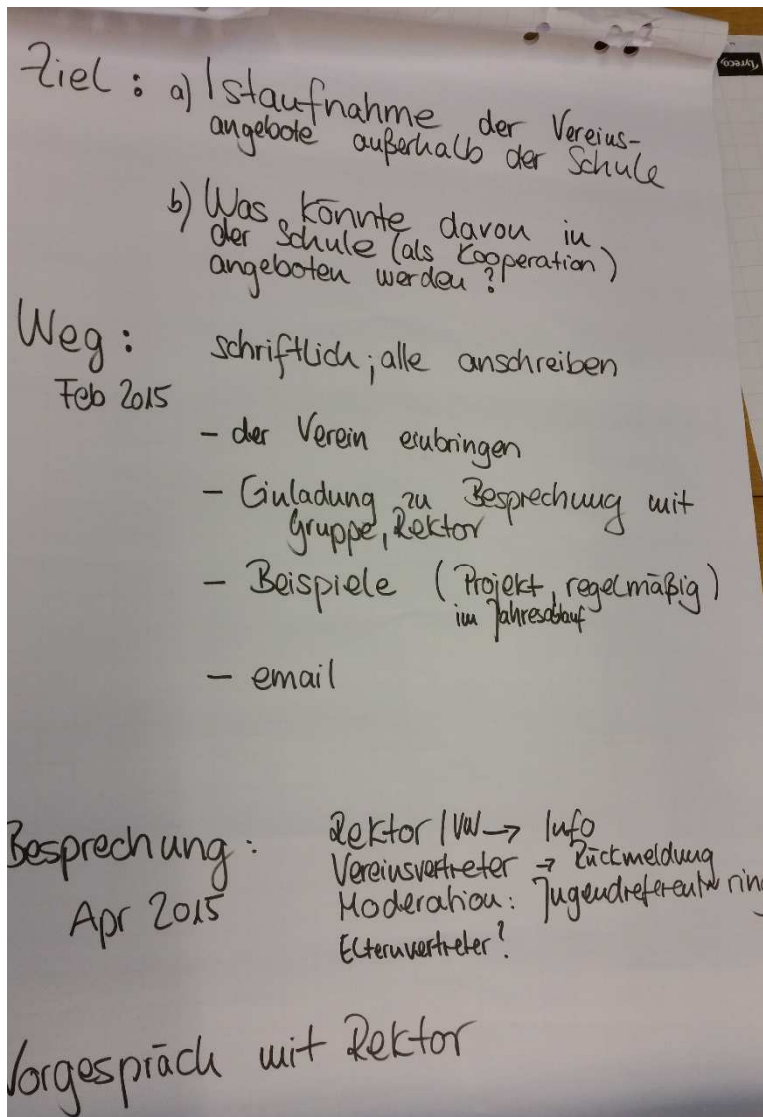 Lyreco
Ziel : a) Istaufnahme der Vereins-
angebote außerhalb der Schule
b) Was könnte davon in
der Schule (als Kooperation)
angeboten werden?
Weg : schriftlich ; alle anschreiben
Feb 2015
- der Verein
- Einladung zu Besprechung mit
Gruppe, Rektor
- Beispiele (Projekt, regelmäßig)
im Jahresablauf
- email
Besprechung : Rektor / → Info
Vereinsvertreter → Rückmeldung
Apr 2015 Moderation: Jugendreferent ring
Elternvertreter?
Vorgespräch mit Rektor